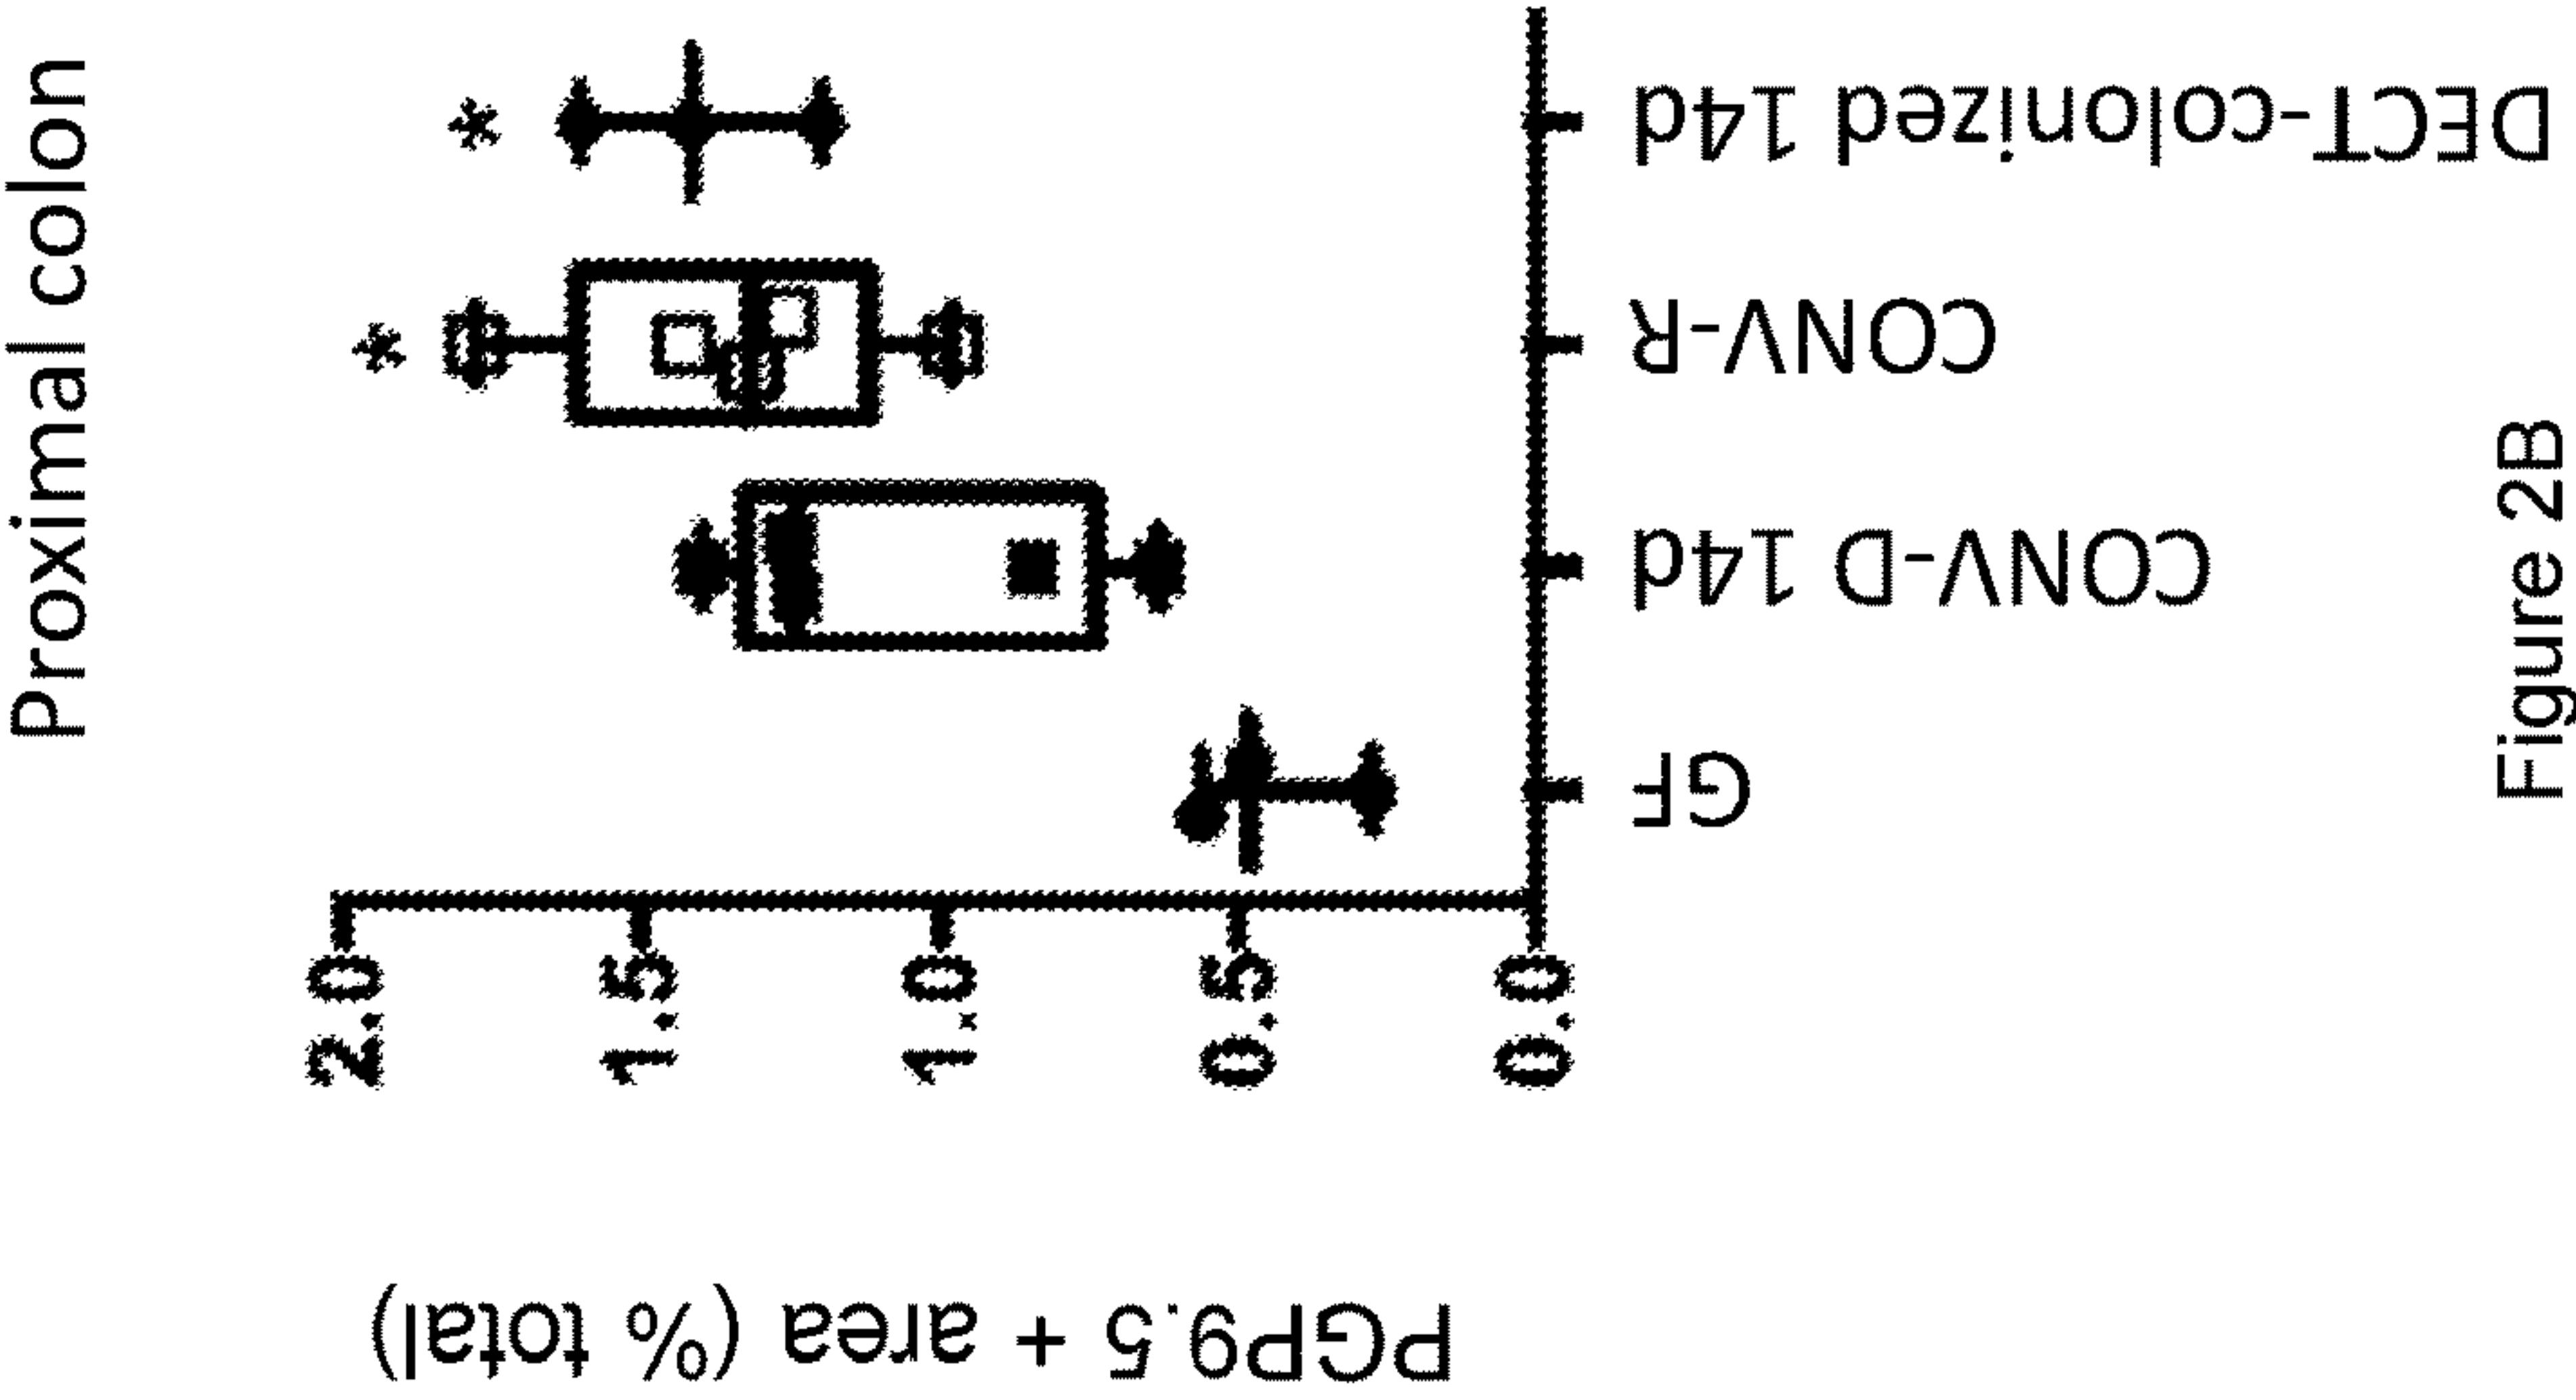 Proximal colon
PGP9.5 + area (% total)
2.0
1.5
1.0
0.5
0.0
*
*
GF
CONV-D 14d
CONV-R
DECT-colonized 14d
Figure 2B